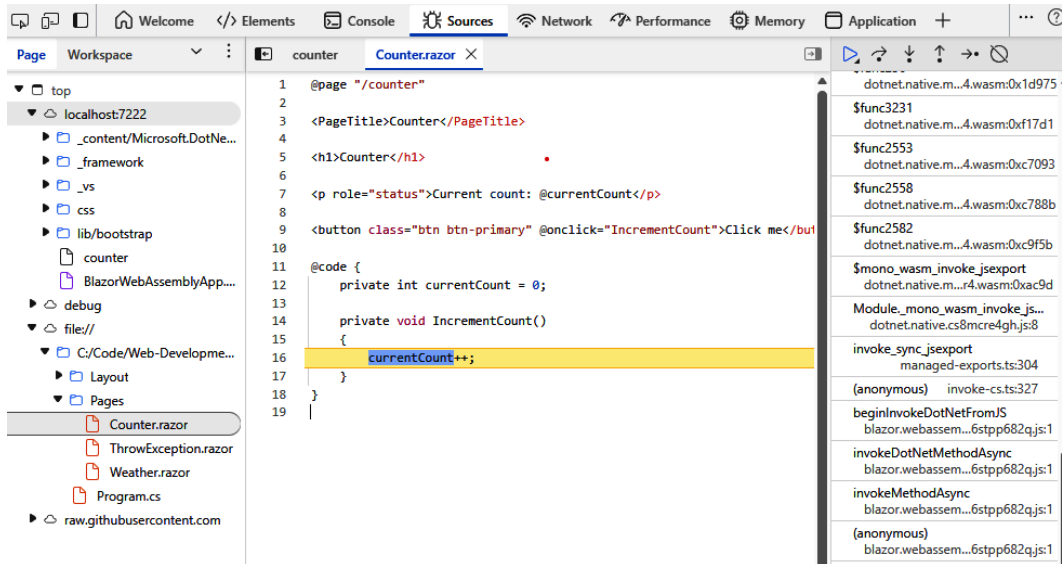 Welcome </> Elements Console Sources Network Performance Memory Application
Page Workspace counter Counter.razor
top
localhost:7222
_content/Microsoft.DotNe...
_framework
_vs
css
lib/bootstrap
counter
BlazorWebAssemblyApp....
debug
file://
C:/Code/Web-Developme...
Layout
Pages
Counter.razor
ThrowException.razor
Weather.razor
Program.cs
raw.githubusercontent.com
1 @page "/counter"
2
3 <PageTitle>Counter</PageTitle>
4
5 <h1>Counter</h1>
6
7 <p role="status">Current count: @currentCount</p>
8
9 <button class="btn btn-primary" @onclick="IncrementCount">Click me</but
10
11 @code {
12 private int currentCount = 0;
13
14 private void IncrementCount()
15 {
16 currentCount++;
17 }
18 }
19
dotnet.native.m...4.wasm:0x1d975
$func3231
dotnet.native.m...4.wasm:0xf17d1
$func2553
dotnet.native.m...4.wasm:0xc7093
$func2558
dotnet.native.m...4.wasm:0xc788b
$func2582
dotnet.native.m...4.wasm:0xc9f5b
$mono_wasm_invoke_jsexport
dotnet.native.m...r4.wasm:0xac9d
Module._mono_wasm_invoke_js...
dotnet.native.cs8mcre4gh.js:8
invoke_sync_jsexport
managed-exports.ts:304
(anonymous) invoke-cs.ts:327
beginInvokeDotNetFromJS
blazor.webassem...6stpp682q.js:1
invokeDotNetMethodAsync
blazor.webassem...6stpp682q.js:1
invokeMethodAsync
blazor.webassem...6stpp682q.js:1
(anonymous)
blazor.webassem...6stpp682q.js:1